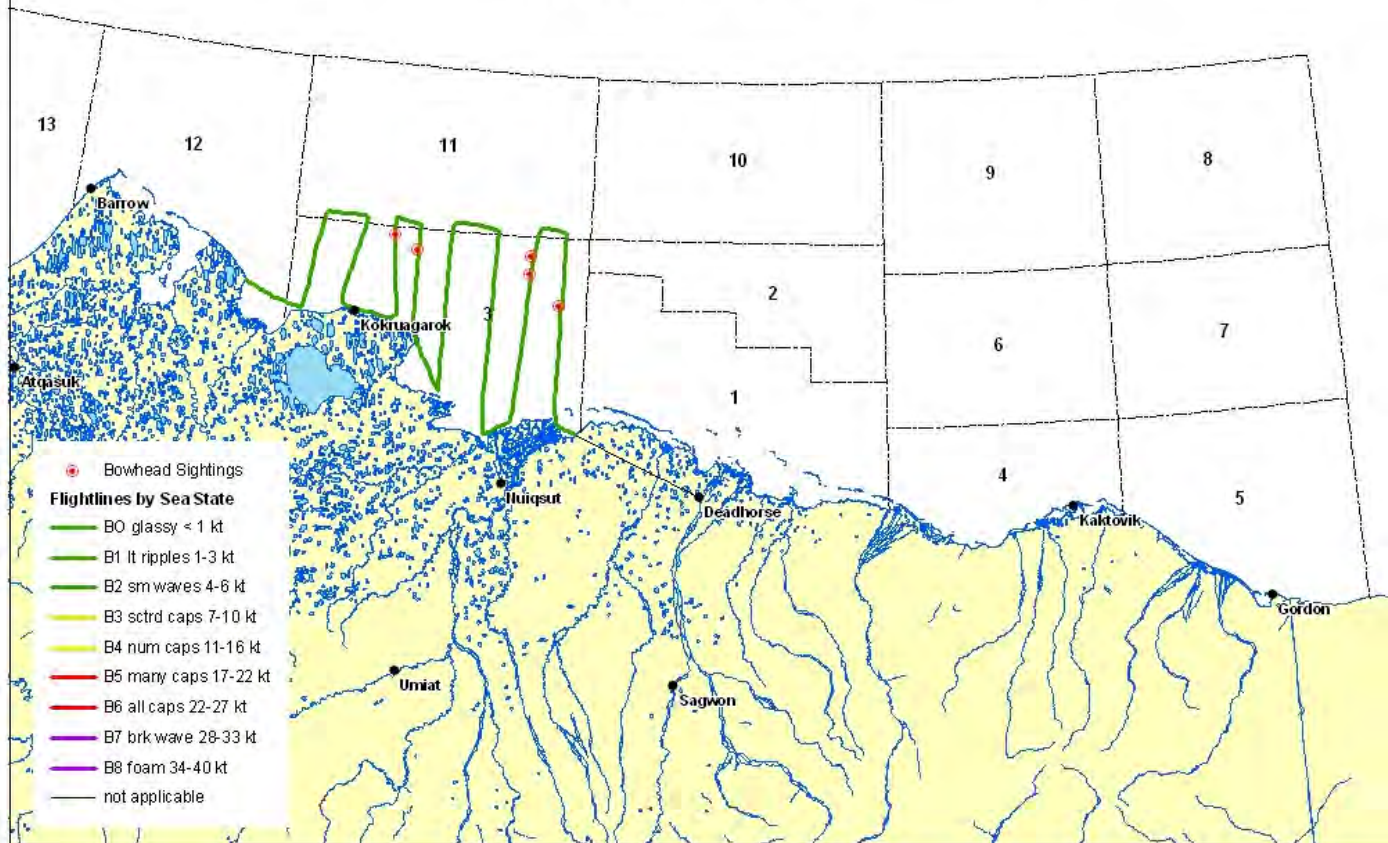 13
12
11
10
9
8
Barrow
Kokruagarok
3
2
7
6
Atqasuk
1
4
5
Nuiqsut
Deadhorse
Kaktovik
Gordon
Umiat
Sagwon
Bowhead Sightings
Flightlines by Sea State
B0 glassy < 1 kt
B1 lt ripples 1-3 kt
B2 sm waves 4-6 kt
B3 sctrd caps 7-10 kt
B4 num caps 11-16 kt
B5 many caps 17-22 kt
B6 all caps 22-27 kt
B7 brk wave 28-33 kt
B8 foam 34-40 kt
not applicable